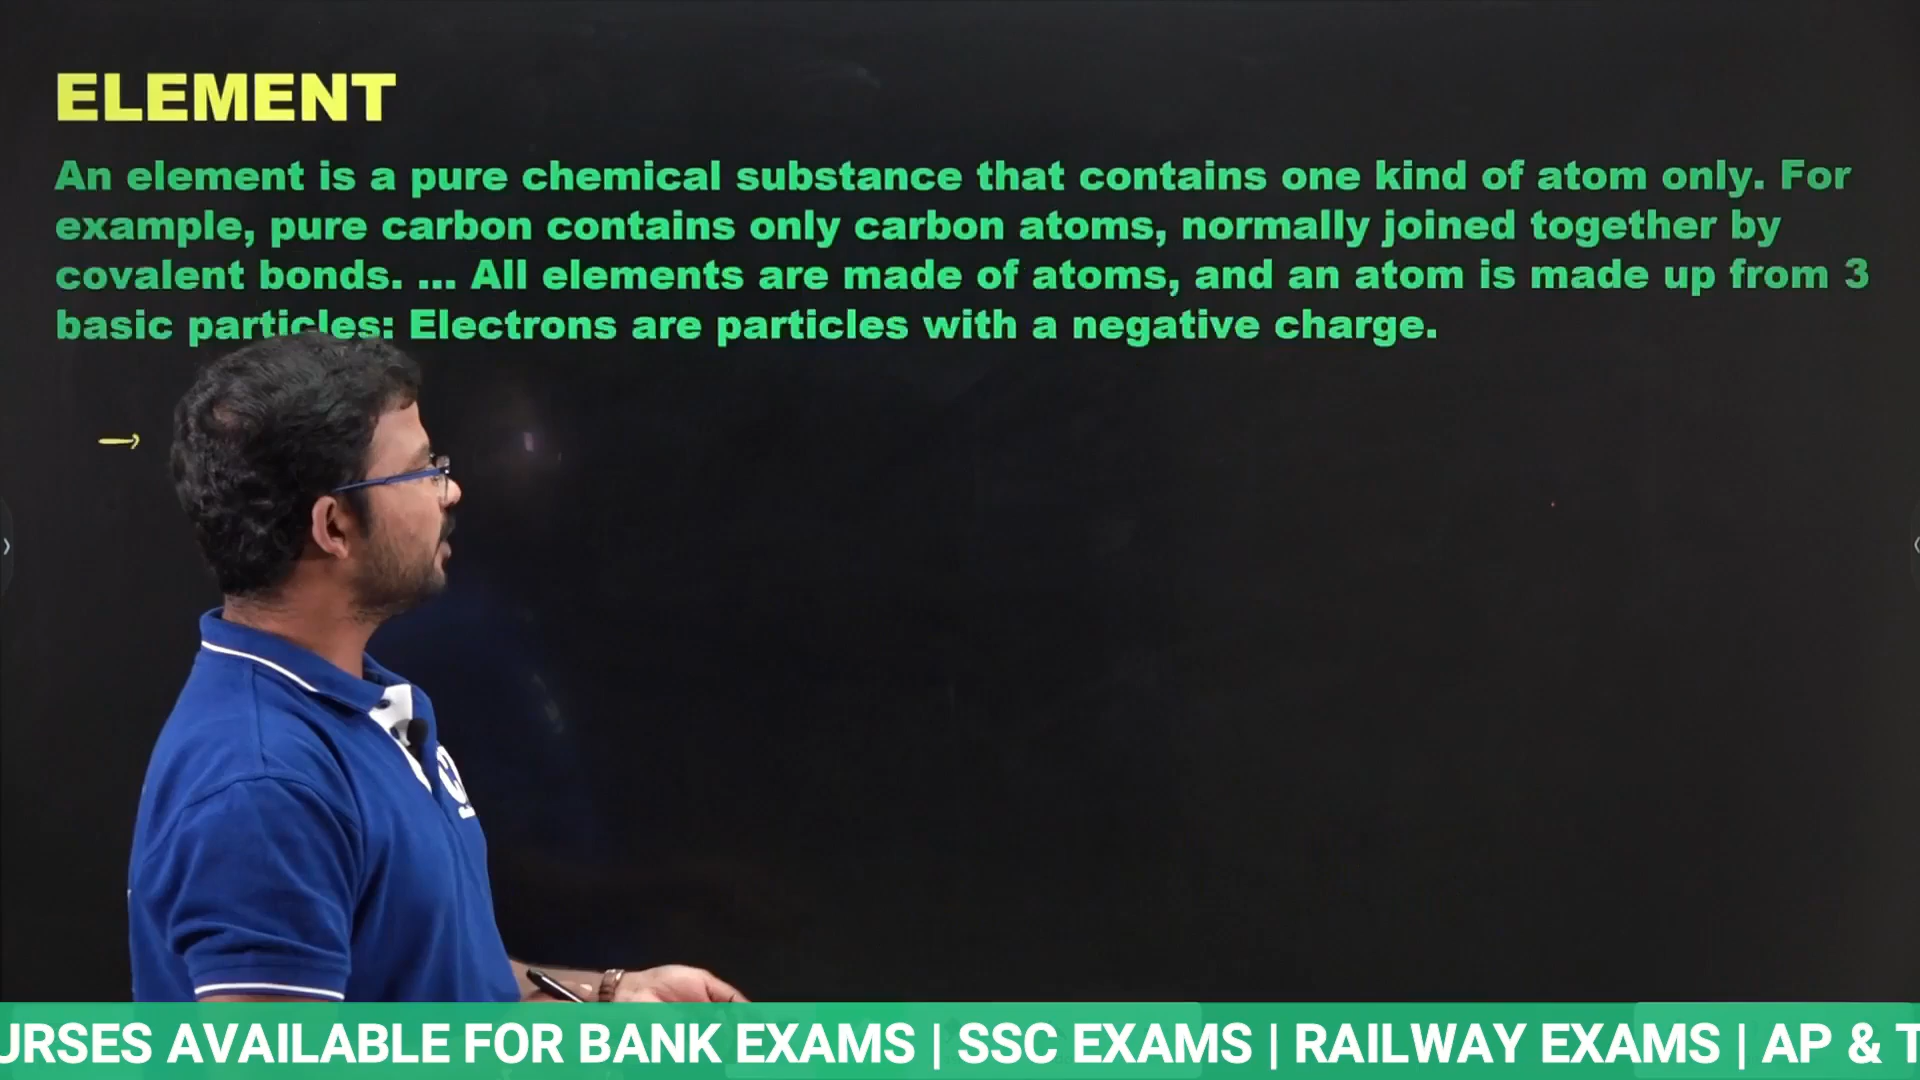 ELEMENT
An element is a pure chemical substance that contains one kind of atom only. For
example, pure carbon contains only carbon atoms, normally joined together by
covalent bonds. ... All elements are made of atoms, and an atom is made up from 3
basic particles: Electrons are particles with a negative charge.
URSES AVAILABLE FOR BANK EXAMS | SSC EXAMS | RAILWAY EXAMS | AP & T